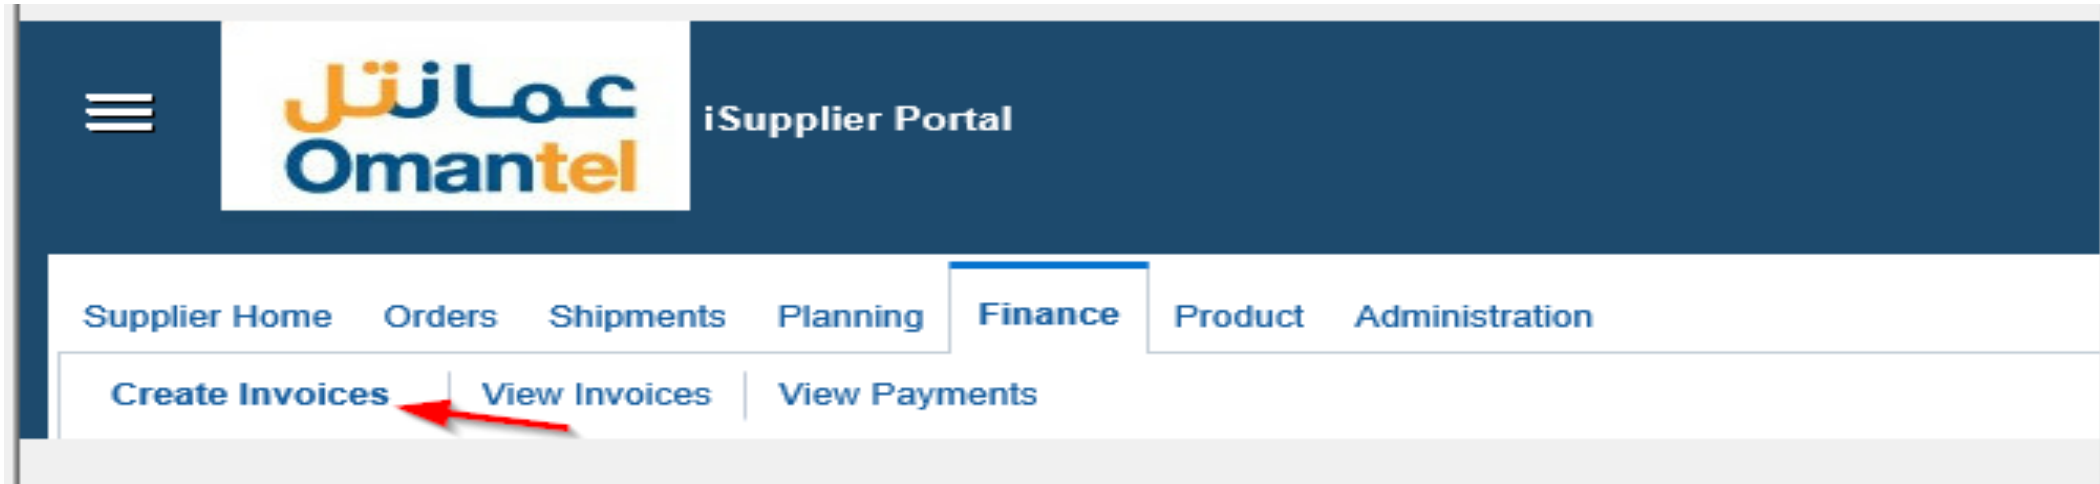 عمانتل
Omantel
iSupplier Portal
Supplier Home Orders Shipments Planning Finance Product Administration
Create Invoices View Invoices View Payments